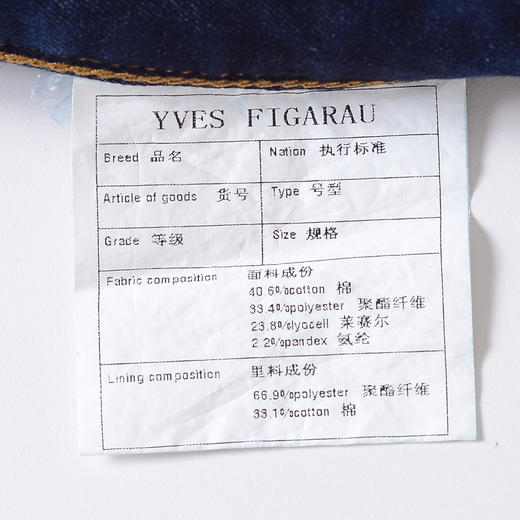 YVES FIGARAU
Breed 品名
Nation 执行标准
Article of goods 货号
Type 号型
Grade 等级
Size 规格
Fabric composition 面料成份
40.6%cotton 棉
33.4%polyester 聚酯纤维
23.8%lyocell 莱赛尔
2.2%pandex 氨纶
Lining composition 里料成份
66.9%polyester 聚酯纤维
33.1%cotton 棉